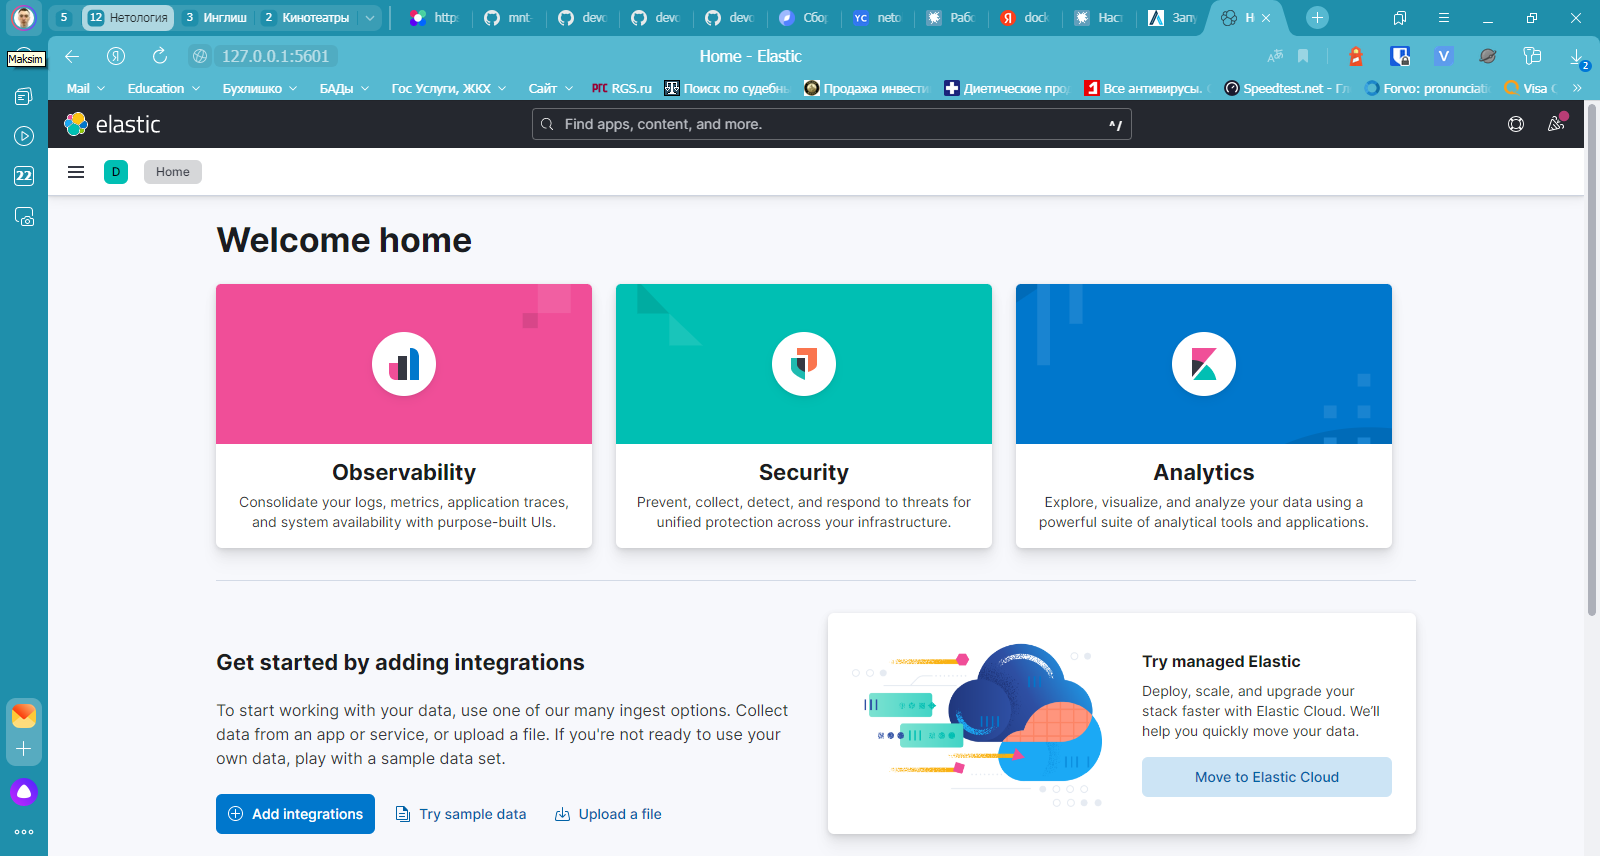 5
12 Нетология
3 Инглиш
2 Кинотеатры
http:
mnt-
devo
devo
devo
Сбор
YC neto
Рабо
Я dock
Наст
Запу
Maksim
127.0.0.1:5601
Home - Elastic
2
Mail
Education
Бухлишко
БАДы
Гос Услуги, ЖКХ
Сайт
РГС RGS.ru
Поиск по судебн
Продажа инвести
Диетические про
Все антивирусы.
Speedtest.net - Гл
Forvo: pronunciati
Visa
22
elastic
Find apps, content, and more.
^/
D
Home
Welcome home
Observability
Consolidate your logs, metrics, application traces,
and system availability with purpose-built UIs.
Security
Prevent, collect, detect, and respond to threats for
unified protection across your infrastructure.
Analytics
Explore, visualize, and analyze your data using a
powerful suite of analytical tools and applications.
Get started by adding integrations
To start working with your data, use one of our many ingest options. Collect
data from an app or service, or upload a file. If you're not ready to use your
own data, play with a sample data set.
Add integrations
Try sample data
Upload a file
Try managed Elastic
Deploy, scale, and upgrade your
stack faster with Elastic Cloud. We'll
help you quickly move your data.
Move to Elastic Cloud